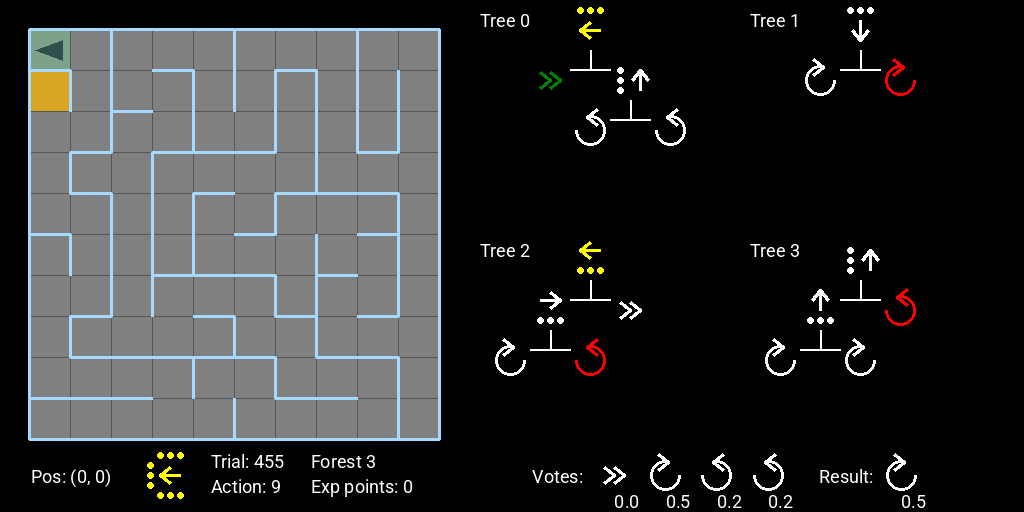 Tree 0
Tree 1
Tree 2
Tree 3
Pos: (0, 0)
Trial: 455
Forest 3
Action: 9
Exp points: 0
Votes:
Result:
0.0
0.5
0.2
0.2
0.5